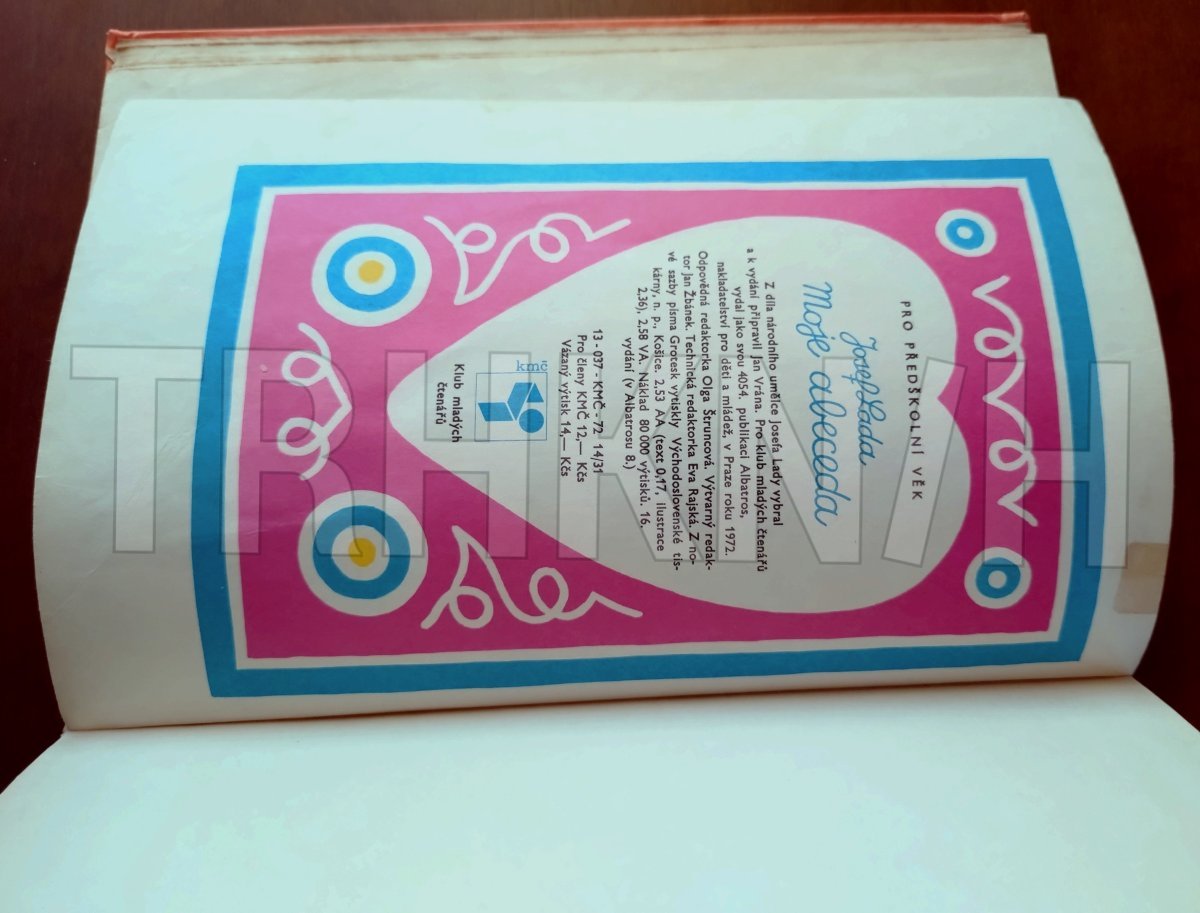 PRO PŘEDŠKOLNÍ VĚK
Josef Lada
Moje abeceda
Z díla národního umělce Josefa Lady vybral
a k vydání připravil Jan Vrána. Pro klub mladých čtenářů
vydal jako svou 4054. publikaci Albatros,
nakladatelství pro děti a mládež, v Praze roku 1972.
Odpovědná redaktorka Olga Štruncová. Výtvarný redak-
tor Jan Žbánek. Technická redaktorka Eva Rajská. Z no-
vé sazby písma Grotesk vytiskly Východoslovenské tis-
kárny, n. p., Košice. 2,53 AA (text 0,17, ilustrace
2,36), 2,58 VA. Náklad 80 000 výtisků. 16.
vydání (v Albatrosu 8.)
13 - 037 - KMČ - 72 14/31
Pro členy KMČ 12,— Kčs
Vázaný výtisk 14,— Kčs
kmč
Klub mladých
čtenářů
TRHKNIH